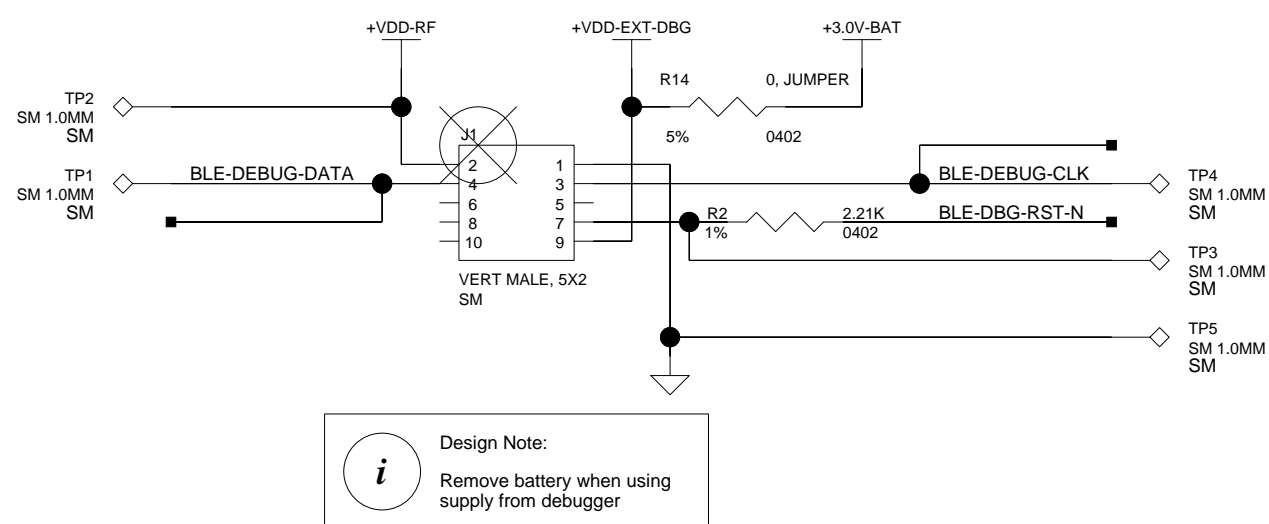 +VDD-RF
+VDD-EXT-DBG
+3.0V-BAT
R14
0, JUMPER
5%
0402
TP2
SM 1.0MM
SM
J1
TP1
SM 1.0MM
SM
BLE-DEBUG-DATA
2
4
6
8
10
1
3
5
7
9
VERT MALE, 5X2
SM
BLE-DEBUG-CLK
TP4
SM 1.0MM
SM
R2
1%
2.21K
0402
BLE-DBG-RST-N
TP3
SM 1.0MM
SM
TP5
SM 1.0MM
SM
i
Design Note:
Remove battery when using
supply from debugger